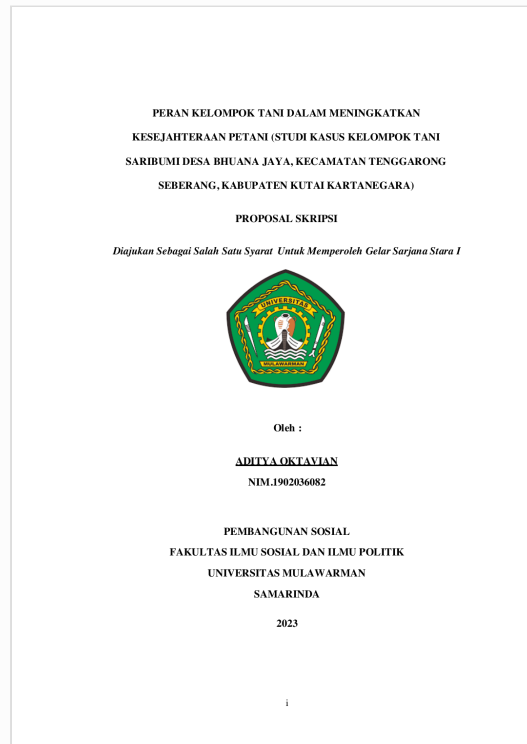 PERAN KELOMPOK TANI DALAM MENINGKATKAN
KESEJAHTERAAN PETANI (STUDI KASUS KELOMPOK TANI
SARIBUMI DESA BHUANA JAYA, KECAMATAN TENGGARONG
SEBERANG, KABUPATEN KUTAI KARTANEGARA)
PROPOSAL SKRIPSI
Diajukan Sebagai Salah Satu Syarat Untuk Memperoleh Gelar Sarjana Stara I
UNIVERSITAS
MULAWARMAN
Oleh :
ADITYA OKTAVIAN
NIM.1902036082
PEMBANGUNAN SOSIAL
FAKULTAS ILMU SOSIAL DAN ILMU POLITIK
UNIVERSITAS MULAWARMAN
SAMARINDA
2023
i